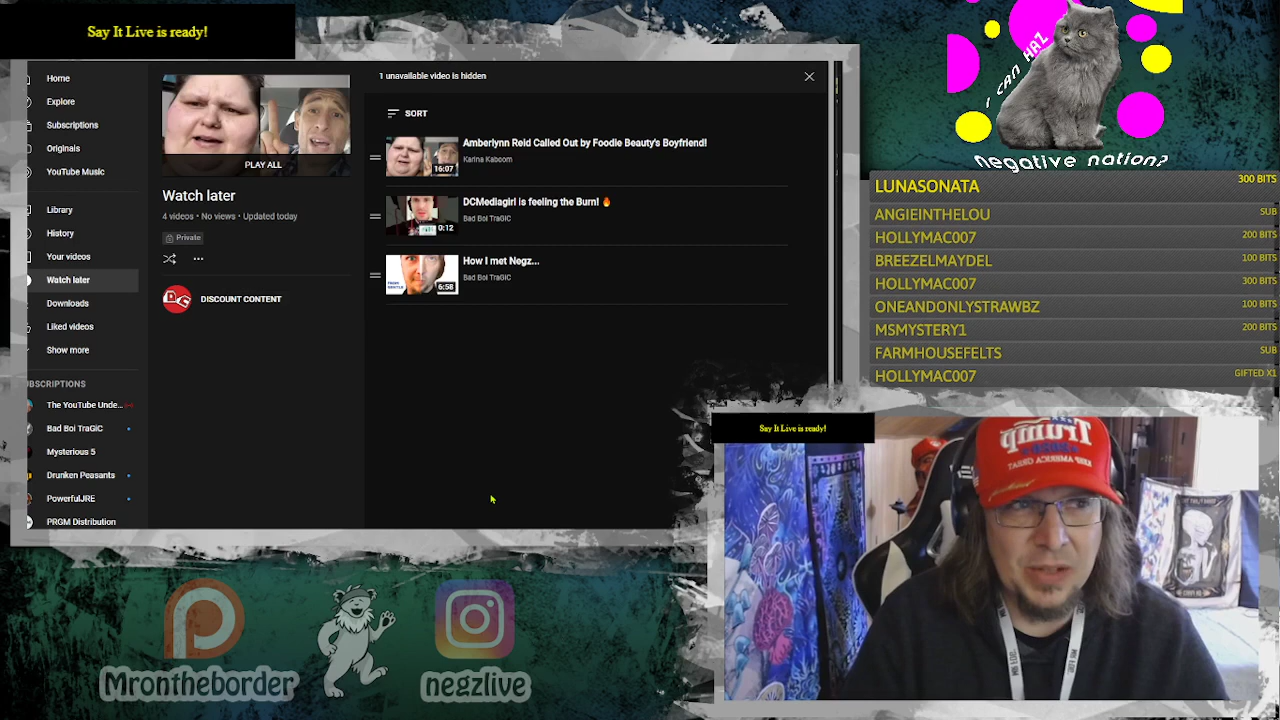 Say It Live is ready!
Home
Explore
Subscriptions
Originals
YouTube Music
Library
History
Your videos
Watch later
Downloads
Liked videos
Show more
UBSCRIPTIONS
The YouTube Unde...
Bad Boi TraGiC
Mysterious 5
Drunken Peasants
PowerfulJRE
PRGM Distribution
PLAY ALL
Watch later
4 videos • No views • Updated today
Private
DISCOUNT CONTENT
1 unavailable video is hidden
SORT
Amberlynn Reid Called Out by Foodie Beauty's Boyfriend!
Karina Kaboom
16:07
DCMediagirl is feeling the Burn! 🔥
Bad Boi TraGiC
0:12
How I met Negz...
Bad Boi TraGiC
6:58
I CAN HAZ
negative nation?
LUNASONATA 300 BITS
ANGIEINTHELOU SUB
HOLLYMAC007 200 BITS
BREEZELMAYDEL 100 BITS
HOLLYMAC007 300 BITS
ONEANDONLYSTRAWBZ 100 BITS
MSMYSTERY1 200 BITS
FARMHOUSEFELTS SUB
HOLLYMAC007 GIFTED X1
Say It Live is ready!
Trump
KEEP AMERICA GREAT
Mrontheborder
negzlive